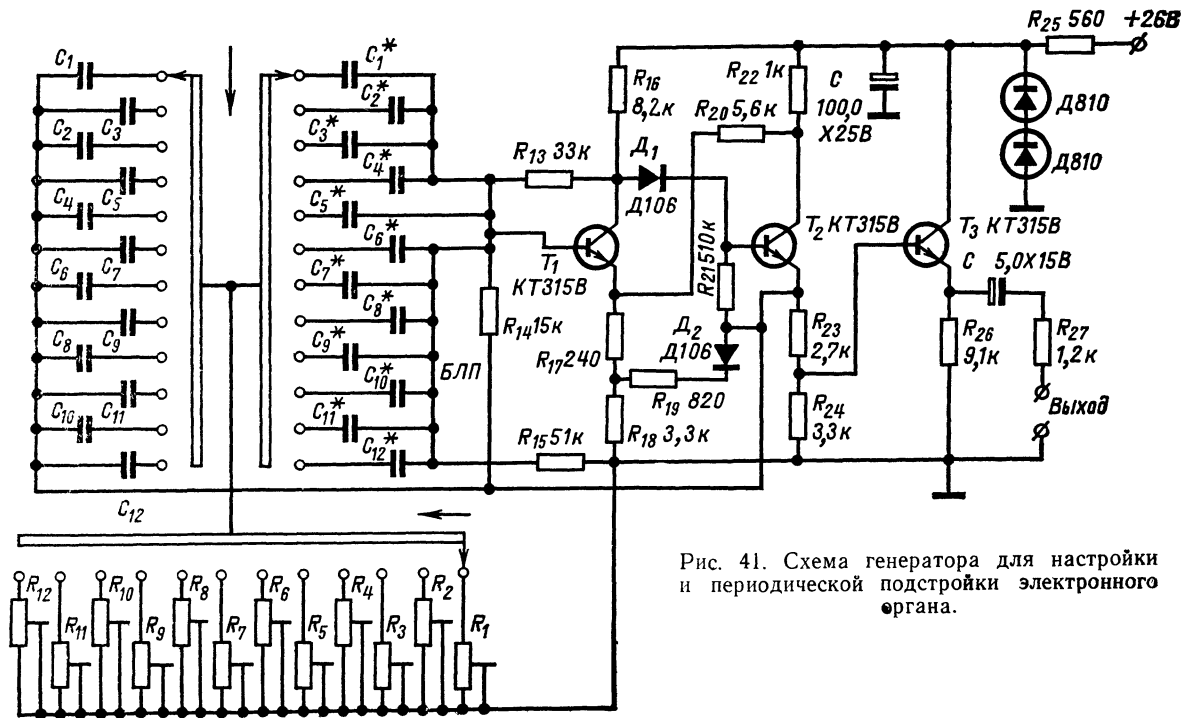 R25 560 +26В
C1
C1*
C2*
C2 C3
C3*
C4*
C4 C5
C5*
C6*
C6 C7
C7*
C8*
C8 C9
C9*
C10*
C10 C11
C11*
C12*
C12
БЛП
R13 33к
R14 15к
R15 51к
R16 8,2к
R17 240
R18 3,3к
R19 820
R20 5,6к
R21 510к
R22 1к
R23 2,7к
R24 3,3к
R26 9,1к
R27 1,2к
C 100,0 X25В
Д810
Д810
Д1 Д106
Д2 Д106
T1 КТ315В
T2 КТ315В
T3 КТ315В
C 5,0X15В
Выход
R12 R10 R8 R6 R4 R2
R11 R9 R7 R5 R3 R1
Рис. 41. Схема генератора для настройки
и периодической подстройки электронного
органа.